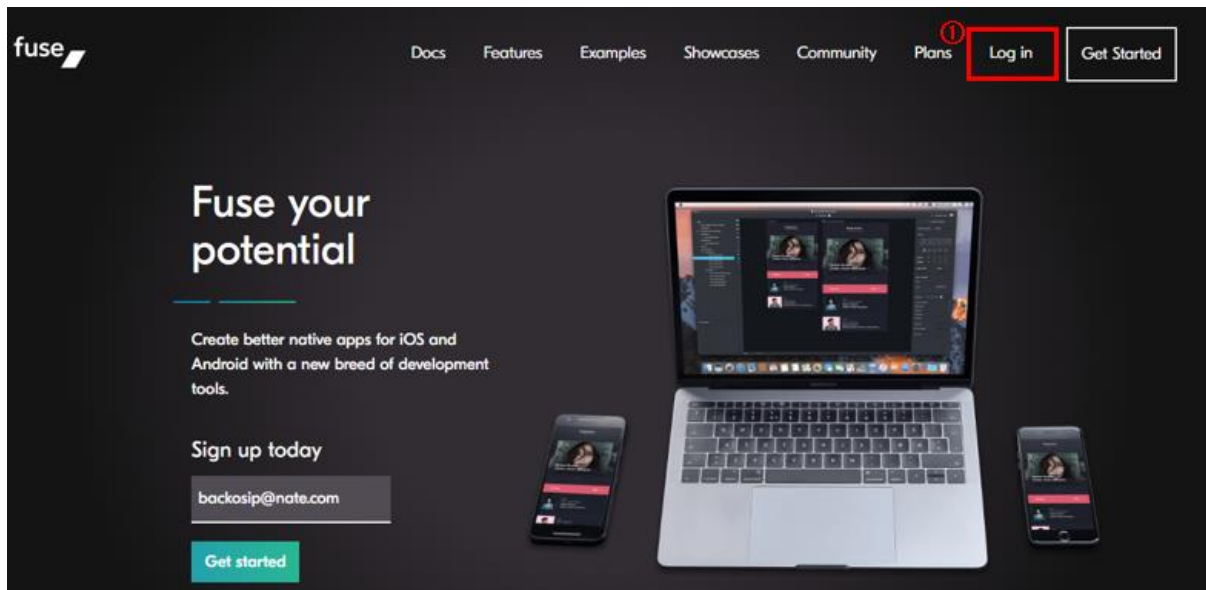 fuse
Docs Features Examples Showcases Community Plans ① Log in Get Started
Fuse your
potential
Create better native apps for iOS and
Android with a new breed of development
tools.
Sign up today
backosip@nate.com
Get started